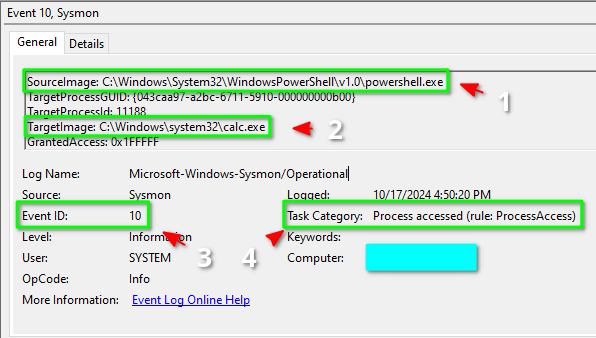 Event 10, Sysmon
General Details
SourceImage: C:\Windows\System32\WindowsPowerShell\v1.0\powershell.exe
TargetProcessGUID: {043caa97-a2bc-6711-5910-000000000b00}
1
TargetProcessId: 11188
TargetImage: C:\Windows\system32\calc.exe
2
GrantedAccess: 0x1FFFFF
Log Name: Microsoft-Windows-Sysmon/Operational
Source: Sysmon Logged: 10/17/2024 4:50:20 PM
Event ID: 10 Task Category: Process accessed (rule: ProcessAccess)
Level: Information Keywords:
3 4
User: SYSTEM Computer:
OpCode: Info
More Information: Event Log Online Help